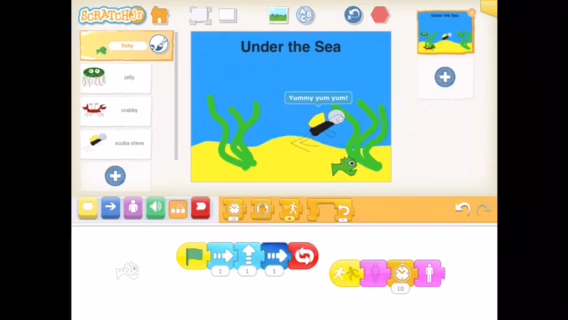 SCRATCHJR
Under the Sea
Under the Sea
1
fishy
jelly
crabby
scuba steve
Yummy yum yum!
1
1
1
10